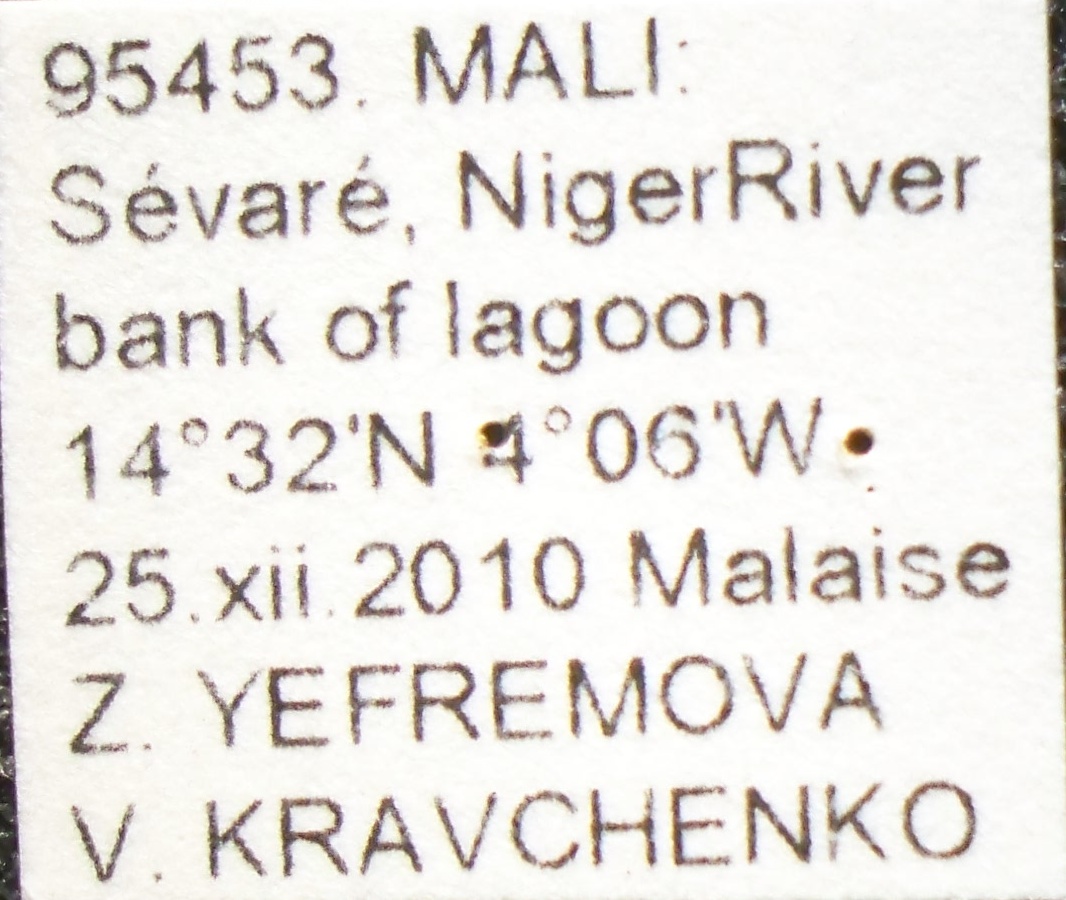 95453. MALI:
Sévaré, NigerRiver
bank of lagoon
14°32'N 4°06'W
25.xii.2010 Malaise
Z. YEFREMOVA
V. KRAVCHENKO